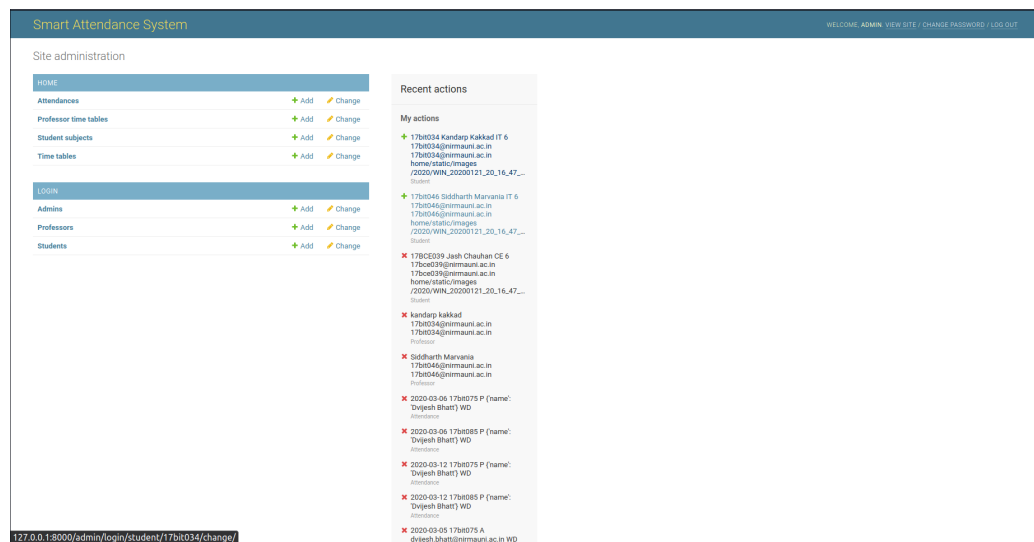 Smart Attendance System
WELCOME, ADMIN. VIEW SITE / CHANGE PASSWORD / LOG OUT
Site administration
HOME
Attendances Add Change
Professor time tables Add Change
Student subjects Add Change
Time tables Add Change
LOGIN
Admins Add Change
Professors Add Change
Students Add Change
Recent actions
My actions
17bit034 Kandarp Kakkad IT 6
17bit034@nirmauni.ac.in
17bit034@nirmauni.ac.in
home/static/images
/2020/WIN_20200121_20_16_47_...
Student
17bit046 Siddharth Marvania IT 6
17bit046@nirmauni.ac.in
17bit046@nirmauni.ac.in
home/static/images
/2020/WIN_20200121_20_16_47_...
Student
17BCE039 Jash Chauhan CE 6
17bce039@nirmauni.ac.in
17bce039@nirmauni.ac.in
home/static/images
/2020/WIN_20200121_20_16_47_...
Student
kandarp kakkad
17bit034@nirmauni.ac.in
17bit034@nirmauni.ac.in
Professor
Siddharth Marvania
17bit046@nirmauni.ac.in
17bit046@nirmauni.ac.in
Professor
2020-03-06 17bit075 P {'name':
'Dvijesh Bhatt'} WD
Attendance
2020-03-06 17bit085 P {'name':
'Dvijesh Bhatt'} WD
Attendance
2020-03-12 17bit075 P {'name':
'Dvijesh Bhatt'} WD
Attendance
2020-03-12 17bit085 P {'name':
'Dvijesh Bhatt'} WD
Attendance
2020-03-05 17bit075 A
dvijesh.bhatt@nirmauni.ac.in WD
127.0.0.1:8000/admin/login/student/17bit034/change/